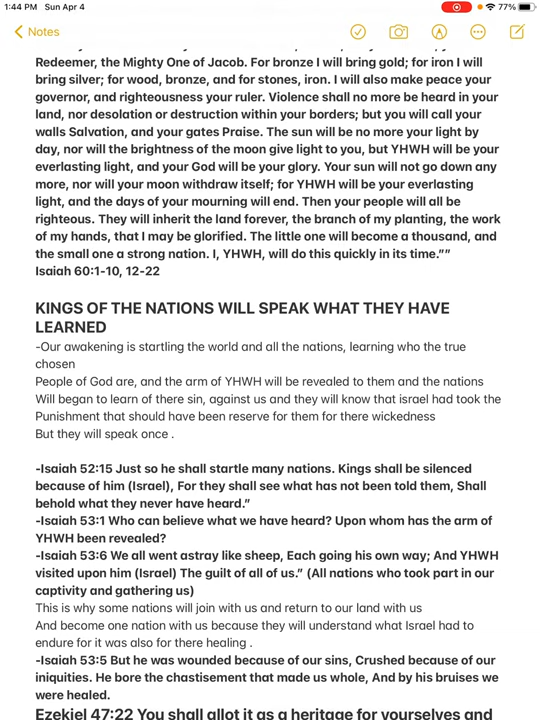 1:44 PM Sun Apr 4
77%
Notes
Redeemer, the Mighty One of Jacob. For bronze I will bring gold; for iron I will
bring silver; for wood, bronze, and for stones, iron. I will also make peace your
governor, and righteousness your ruler. Violence shall no more be heard in your
land, nor desolation or destruction within your borders; but you will call your
walls Salvation, and your gates Praise. The sun will be no more your light by
day, nor will the brightness of the moon give light to you, but YHWH will be your
everlasting light, and your God will be your glory. Your sun will not go down any
more, nor will your moon withdraw itself; for YHWH will be your everlasting
light, and the days of your mourning will end. Then your people will all be
righteous. They will inherit the land forever, the branch of my planting, the work
of my hands, that I may be glorified. The little one will become a thousand, and
the small one a strong nation. I, YHWH, will do this quickly in its time.””
Isaiah 60:1-10, 12-22
KINGS OF THE NATIONS WILL SPEAK WHAT THEY HAVE
LEARNED
-Our awakening is startling the world and all the nations, learning who the true
chosen
People of God are, and the arm of YHWH will be revealed to them and the nations
Will began to learn of there sin, against us and they will know that israel had took the
Punishment that should have been reserve for them for there wickedness
But they will speak once .
-Isaiah 52:15 Just so he shall startle many nations. Kings shall be silenced
because of him (Israel), For they shall see what has not been told them, Shall
behold what they never have heard.”
-Isaiah 53:1 Who can believe what we have heard? Upon whom has the arm of
YHWH been revealed?
-Isaiah 53:6 We all went astray like sheep, Each going his own way; And YHWH
visited upon him (Israel) The guilt of all of us.” (All nations who took part in our
captivity and gathering us)
This is why some nations will join with us and return to our land with us
And become one nation with us because they will understand what Israel had to
endure for it was also for there healing .
-Isaiah 53:5 But he was wounded because of our sins, Crushed because of our
iniquities. He bore the chastisement that made us whole, And by his bruises we
were healed.
Ezekiel 47:22 You shall allot it as a heritage for yourselves and